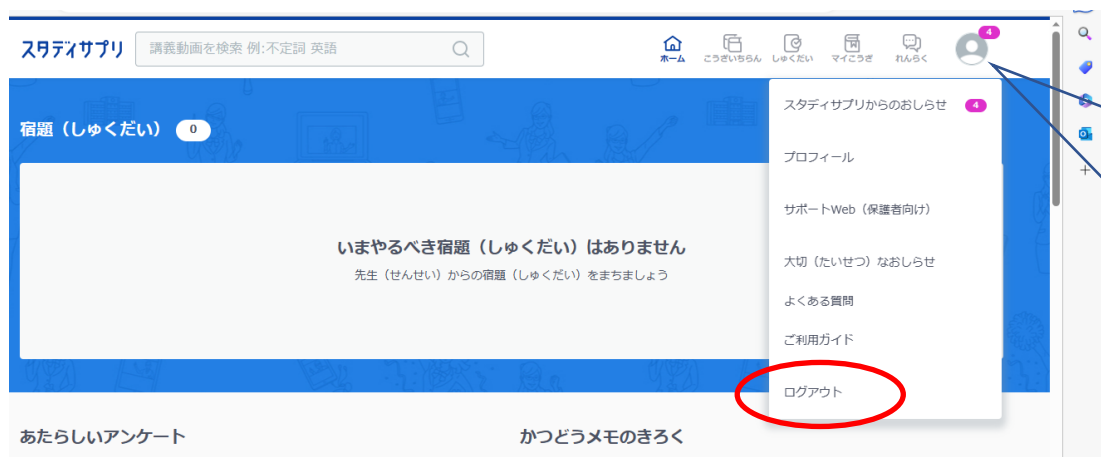 スタディサプリ
講義動画を検索 例:不定詞 英語
ホーム
こうぎいちらん
しゅくだい
マイこうぎ
れんらく
4
スタディサプリからのおしらせ 4
プロフィール
サポートWeb（保護者向け）
大切（たいせつ）なおしらせ
よくある質問
ご利用ガイド
ログアウト
宿題（しゅくだい） 0
いまやるべき宿題（しゅくだい）はありません
先生（せんせい）からの宿題（しゅくだい）をまちましょう
あたらしいアンケート
かつどうメモのきろく